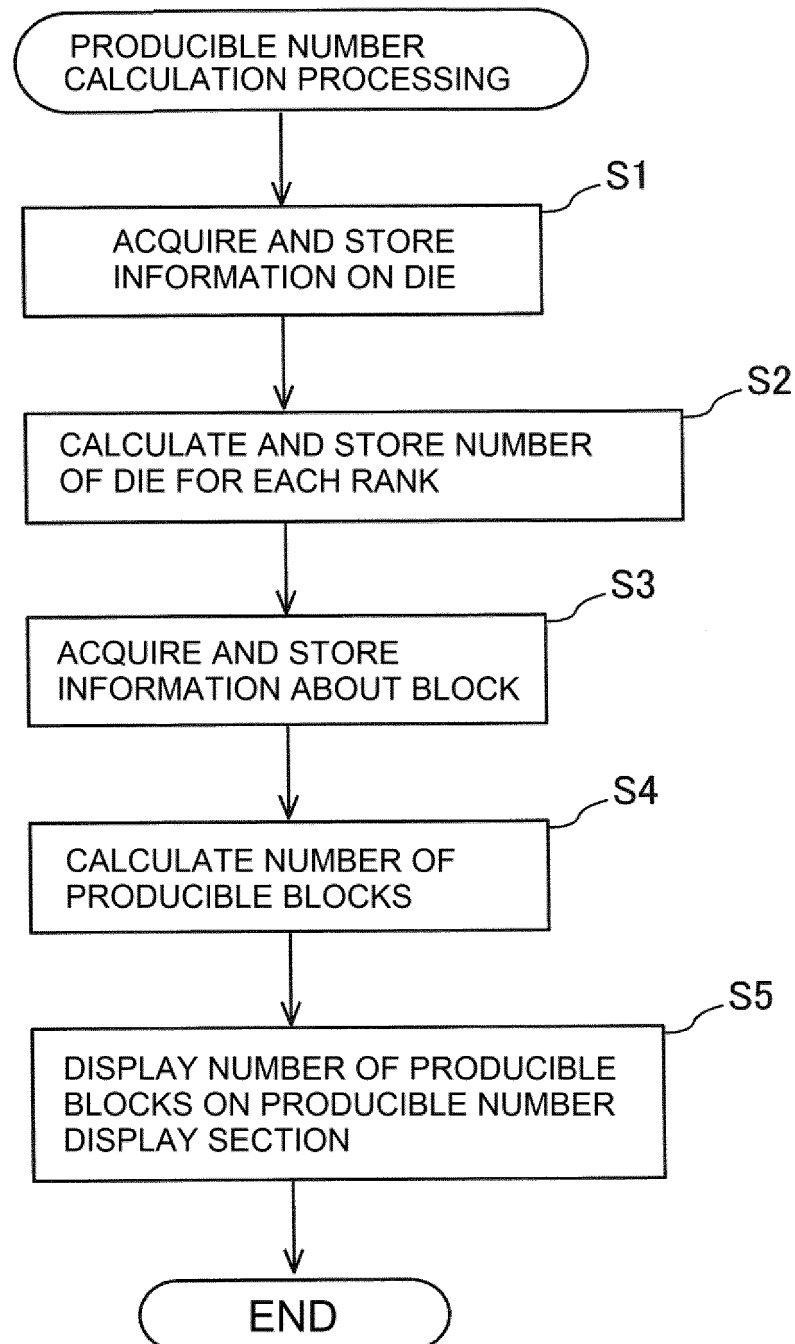 PRODUCIBLE NUMBER
CALCULATION PROCESSING
S1
ACQUIRE AND STORE
INFORMATION ON DIE
S2
CALCULATE AND STORE NUMBER
OF DIE FOR EACH RANK
S3
ACQUIRE AND STORE
INFORMATION ABOUT BLOCK
S4
CALCULATE NUMBER OF
PRODUCIBLE BLOCKS
S5
DISPLAY NUMBER OF PRODUCIBLE
BLOCKS ON PRODUCIBLE NUMBER
DISPLAY SECTION
END